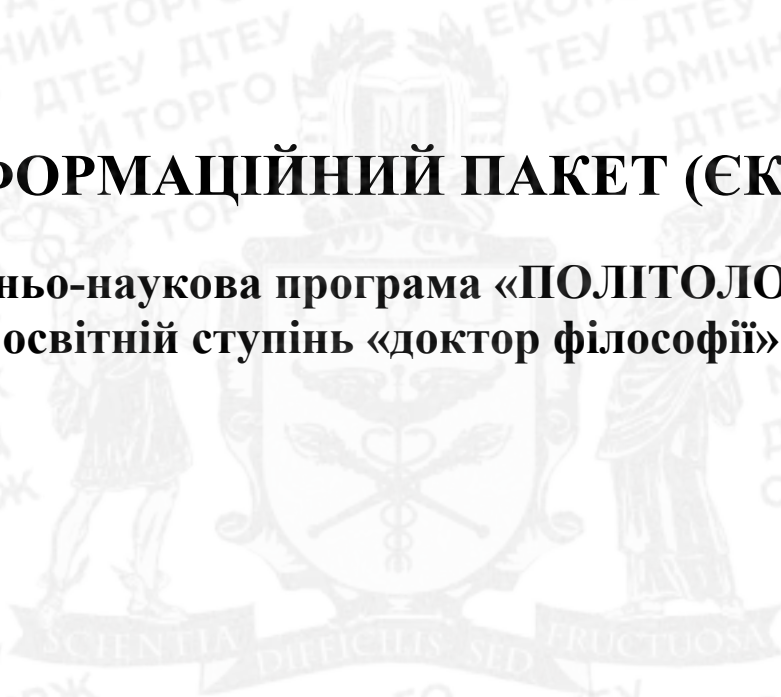 ФОРМАЦІЙНИЙ ПАКЕТ (ЄК
ньо-наукова програма «ПОЛІТОЛО
освітній ступінь «доктор філософії»
SCIENTIA DIFFICILIS SED FRUCTUOSA